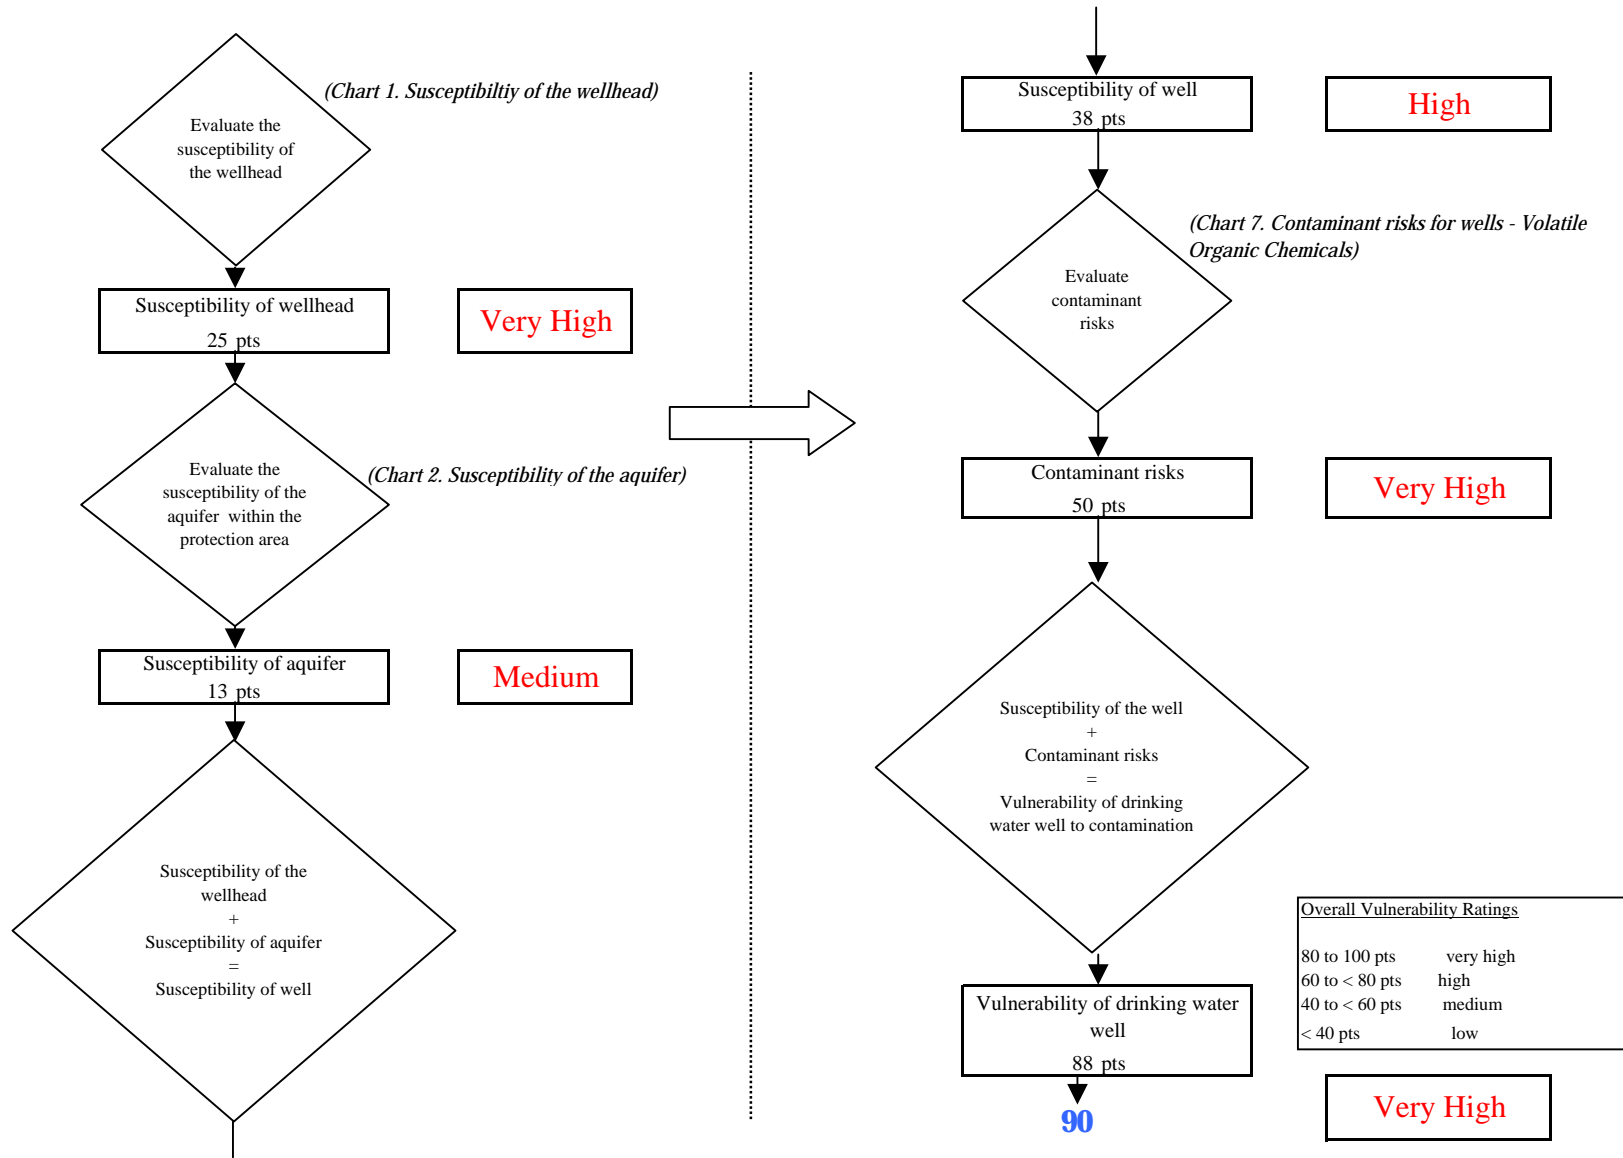 (Chart 1. Susceptibiltiy of the wellhead)
Evaluate the
susceptibility of
the wellhead
Susceptibility of wellhead
25 pts
Very High
Evaluate the
susceptibility of the
aquifer within the
protection area
(Chart 2. Susceptibility of the aquifer)
Susceptibility of aquifer
13 pts
Medium
Susceptibility of the
wellhead
+
Susceptibility of aquifer
=
Susceptibility of well
Susceptibility of well
38 pts
High
(Chart 7. Contaminant risks for wells - Volatile
Organic Chemicals)
Evaluate
contaminant
risks
Contaminant risks
50 pts
Very High
Susceptibility of the well
+
Contaminant risks
=
Vulnerability of drinking
water well to contamination
Overall Vulnerability Ratings
80 to 100 pts very high
60 to < 80 pts high
40 to < 60 pts medium
< 40 pts low
Vulnerability of drinking water
well
88 pts
90
Very High